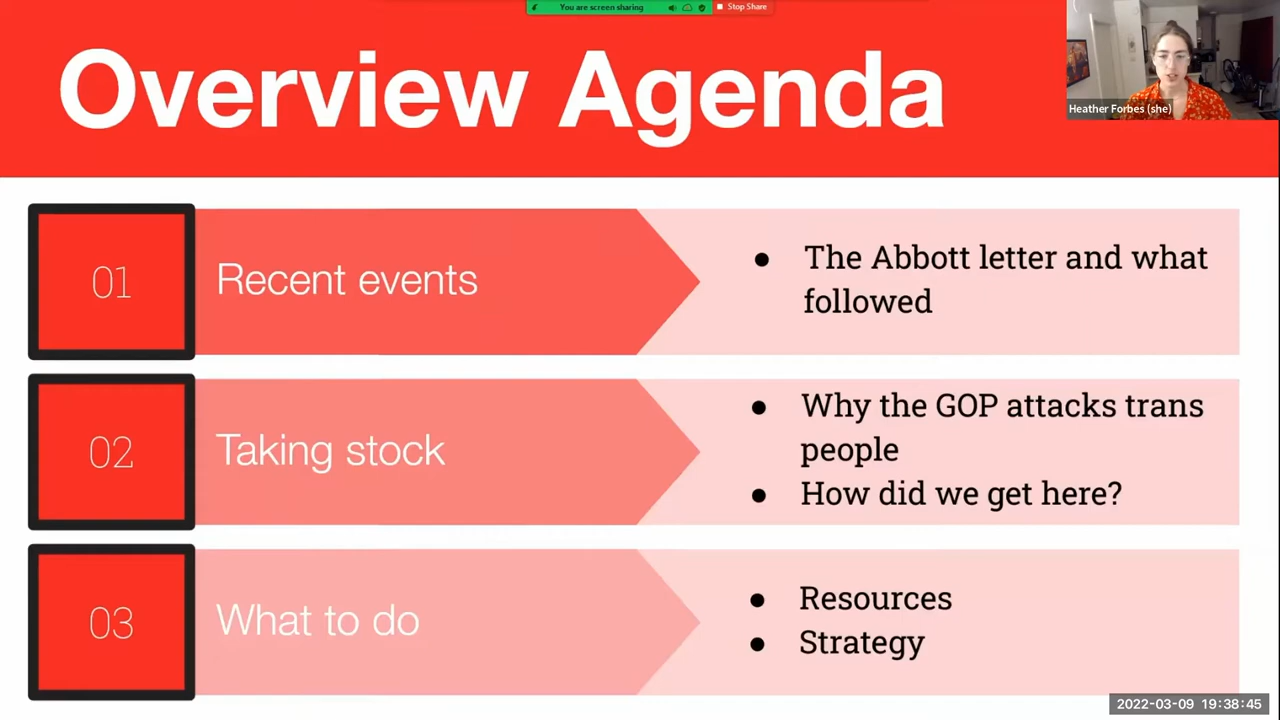 You are screen sharing
Stop Share
Overview Agenda
Heather Forbes (she)
01
Recent events
● The Abbott letter and what
followed
02
Taking stock
● Why the GOP attacks trans
people
● How did we get here?
03
What to do
● Resources
● Strategy
2022-03-09 19:38:45